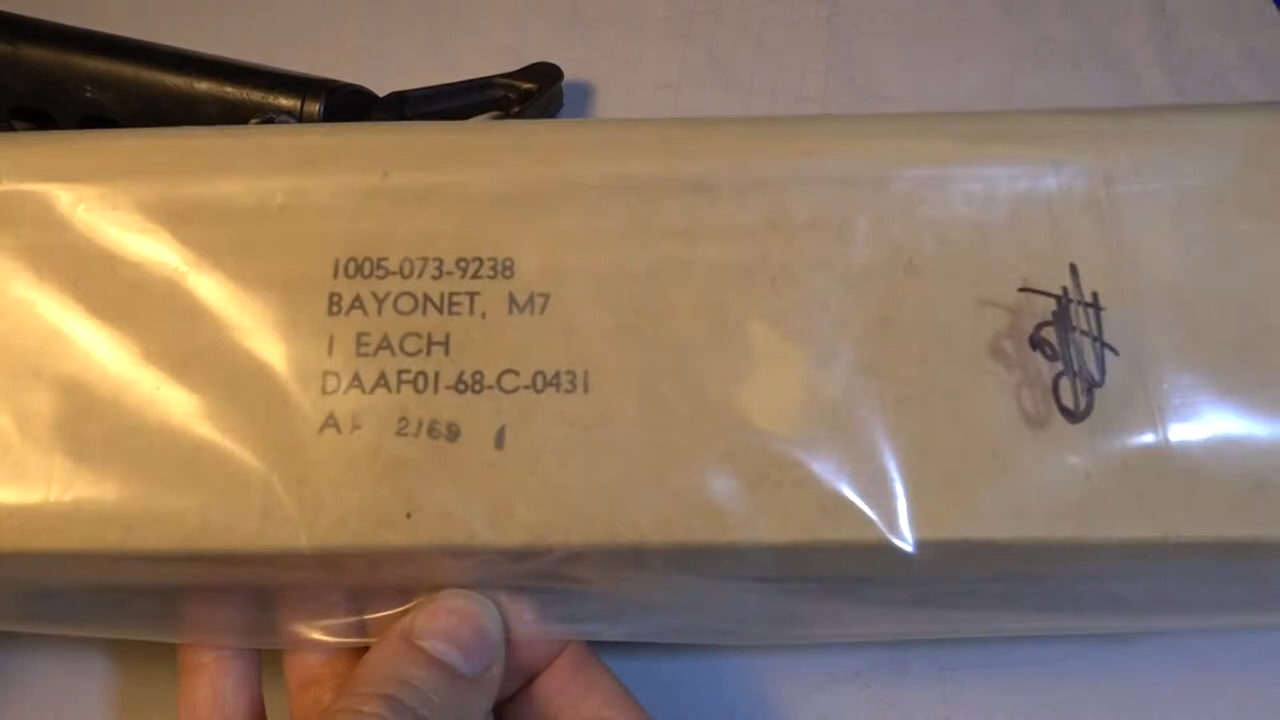 1005-073-9238
BAYONET, M7
1 EACH
DAAF01-68-C-0431
2/69